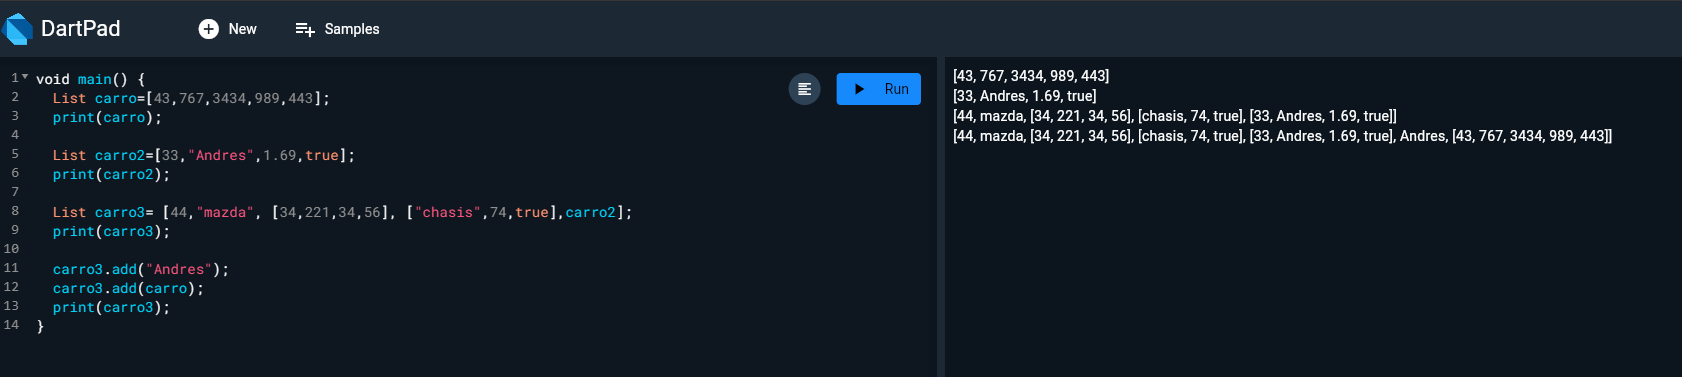 DartPad
New
Samples
Run
1 void main() {
2 List carro=[43,767,3434,989,443];
3 print(carro);
4
5 List carro2=[33,"Andres",1.69,true];
6 print(carro2);
7
8 List carro3= [44,"mazda", [34,221,34,56], ["chasis",74,true],carro2];
9 print(carro3);
10
11 carro3.add("Andres");
12 carro3.add(carro);
13 print(carro3);
14 }
[43, 767, 3434, 989, 443]
[33, Andres, 1.69, true]
[44, mazda, [34, 221, 34, 56], [chasis, 74, true], [33, Andres, 1.69, true]]
[44, mazda, [34, 221, 34, 56], [chasis, 74, true], [33, Andres, 1.69, true], Andres, [43, 767, 3434, 989, 443]]